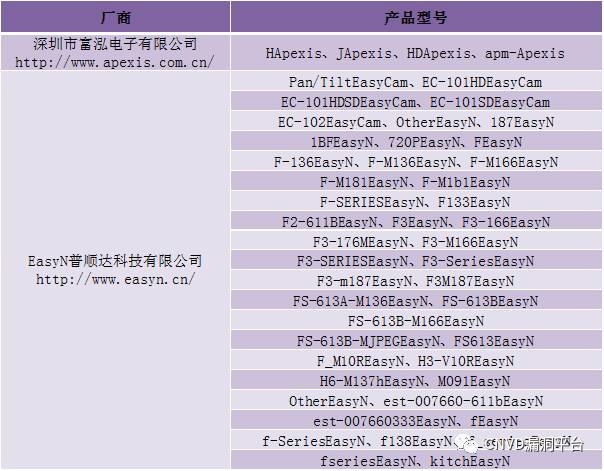 厂商 产品型号
深圳市富泓电子有限公司
http://www.apexis.com.cn/
HApexis、JApexis、HDApexis、apm-Apexis
Pan/TiltEasyCam、EC-101HDEasyCam
EC-101HDSDEasyCam、EC-101SDEasyCam
EC-102EasyCam、OtherEasyN、187EasyN
1BFEasyN、720PEasyN、FEasyN
F-136EasyN、F-M136EasyN、F-M166EasyN
F-M181EasyN、F-M1b1EasyN
F-SERIESEasyN、F133EasyN
F2-611BEasyN、F3EasyN、F3-166EasyN
EasyN普顺达科技有限公司
http://www.easyn.cn/
F3-176MEasyN、F3-M166EasyN
F3-SERIESEasyN、F3-SeriesEasyN
F3-m187EasyN、F3M187EasyN
FS-613A-M136EasyN、FS-613BEasyN
FS-613B-M166EasyN
FS-613B-MJPEGEasyN、FS613EasyN
F_M10REasyN、H3-V10REasyN
H6-M137hEasyN、M091EasyN
OtherEasyN、est-007660-611bEasyN
est-007660333EasyN、fEasyN
f-SeriesEasyN、f138EasyN、
CNVD漏洞平台
fseriesEasyN、kitchEasyN